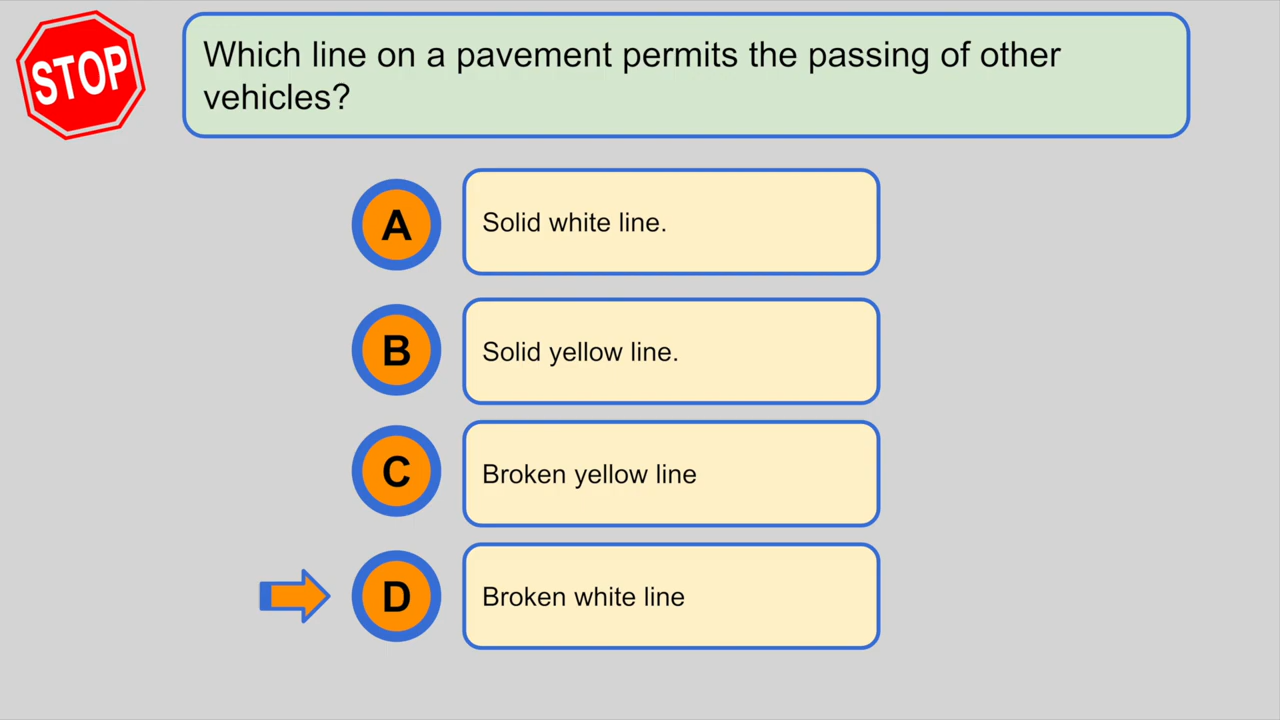 STOP
Which line on a pavement permits the passing of other
vehicles?
A
Solid white line.
B
Solid yellow line.
C
Broken yellow line
D
Broken white line